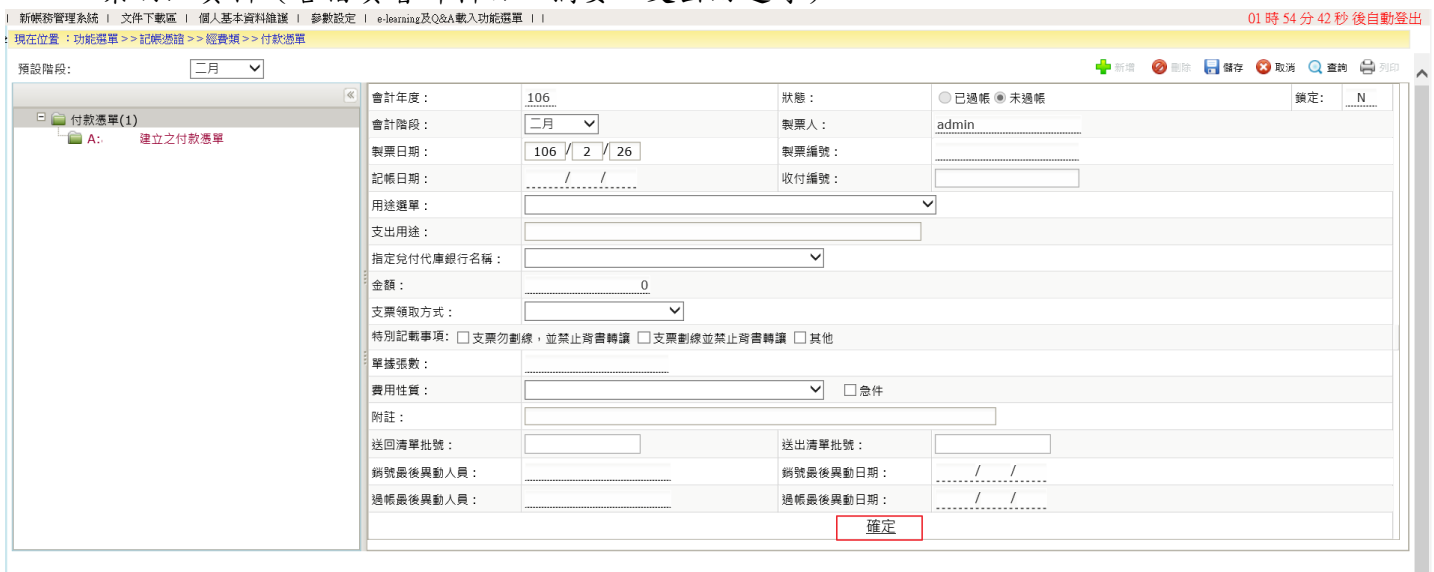 新帳務管理系統 | 文件下載區 | 個人基本資料維護 | 參數設定 | e-learning及Q&A載入功能選單 | | 01 時 54 分 42 秒 後自動登出
現在位置：功能選單>>記帳憑證>>經費類>>付款憑單
預設階段: 二月 新增 刪除 儲存 取消 查詢 列印
付款憑單(1)
A: 建立之付款憑單
會計年度： 106 狀態： 已過帳 未過帳 鎖定: N
會計階段： 二月 製票人： admin
製票日期： 106 / 2 / 26 製票編號：
記帳日期： / / 收付編號：
用途選單：
支出用途：
指定兌付代庫銀行名稱：
金額： 0
支票領取方式：
特別記載事項: 支票勿劃線，並禁止背書轉讓 支票劃線並禁止背書轉讓 其他
單據張數：
費用性質： 急件
附註：
送回清單批號： 送出清單批號：
銷號最後異動人員： 銷號最後異動日期： / /
過帳最後異動人員： 過帳最後異動日期： / /
確定